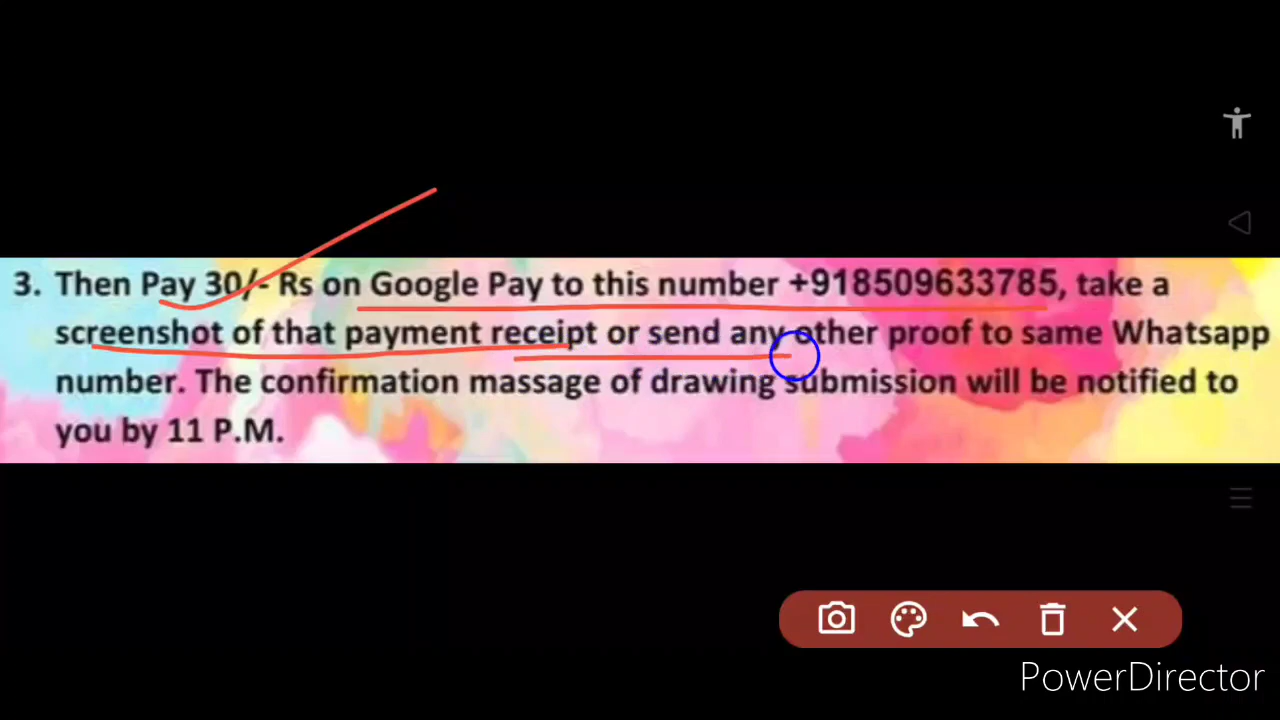 3. Then Pay 30/- Rs on Google Pay to this number +918509633785, take a
screenshot of that payment receipt or send any other proof to same Whatsapp
number. The confirmation massage of drawing submission will be notified to
you by 11 P.M.
PowerDirector